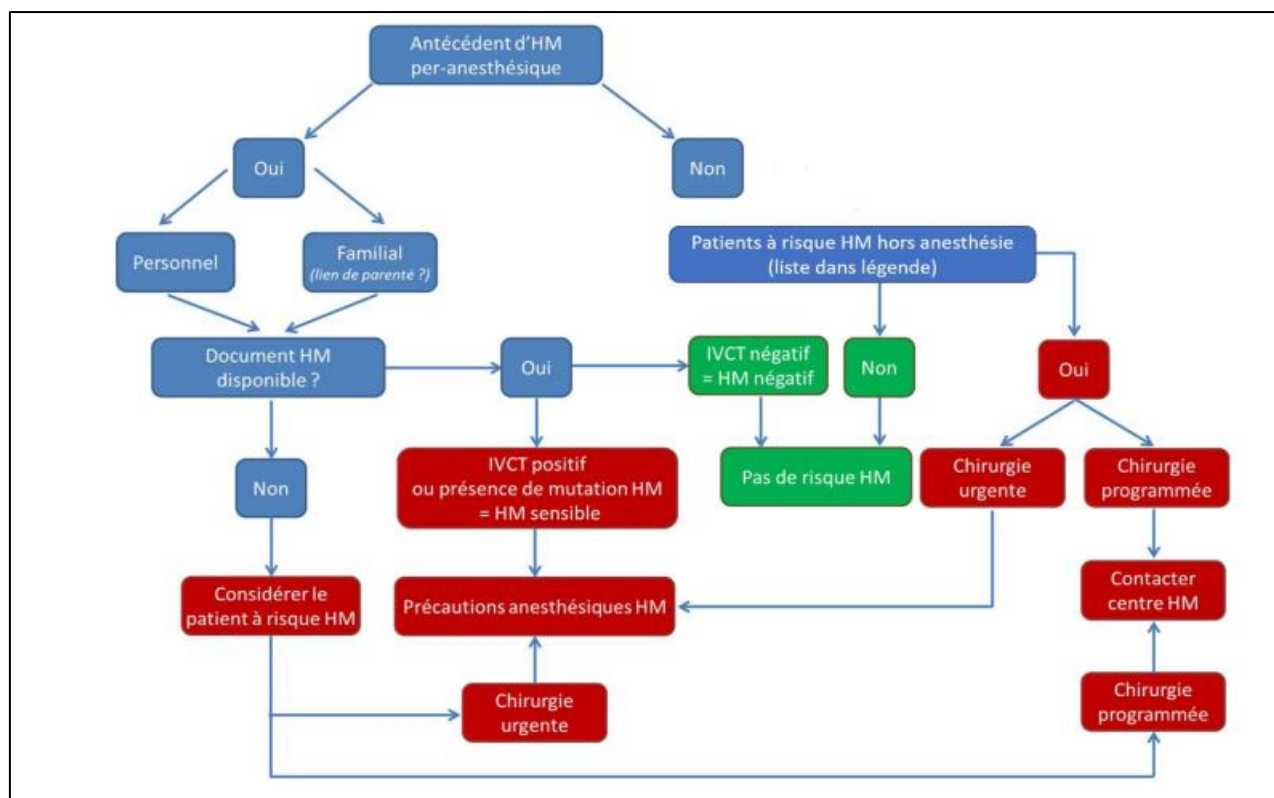 Antécédent d'HM
per-anesthésique
Oui
Non
Personnel
Familial
(lien de parenté ?)
Patients à risque HM hors anesthésie
(liste dans légende)
Document HM
disponible ?
Oui
IVCT négatif
= HM négatif
Non
Oui
Non
IVCT positif
ou présence de mutation HM
= HM sensible
Pas de risque HM
Chirurgie
urgente
Chirurgie
programmée
Considérer le
patient à risque HM
Précautions anesthésiques HM
Contacter
centre HM
Chirurgie
urgente
Chirurgie
programmée